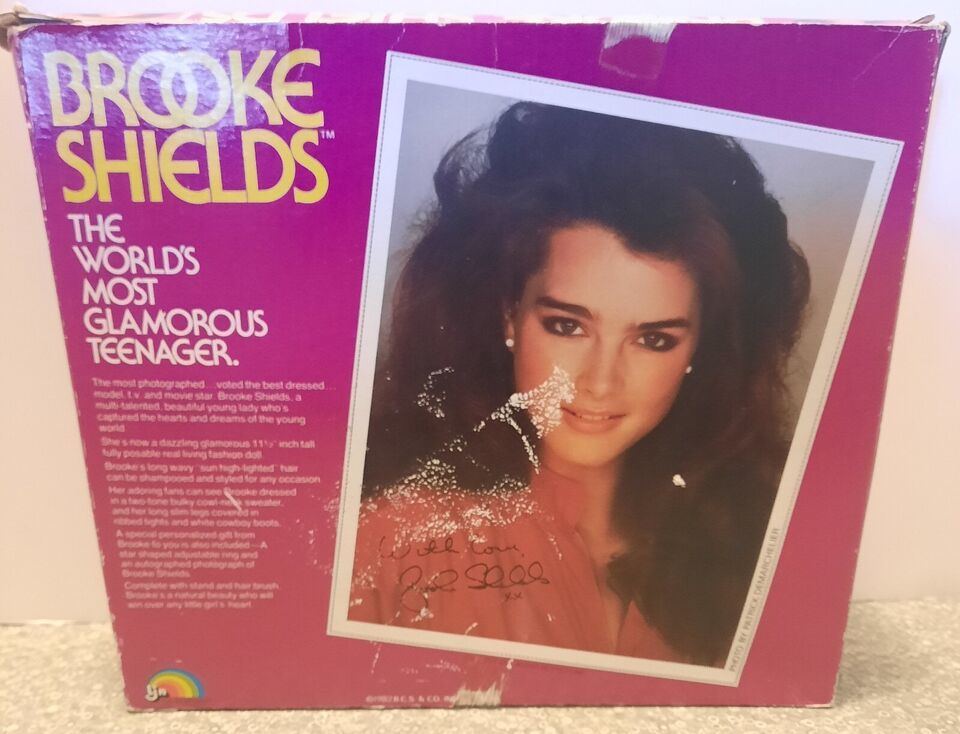 BROOKE
SHIELDS™
THE
WORLD'S
MOST
GLAMOROUS
TEENAGER.
The most photographed...voted the best dressed...
model, t.v. and movie star. Brooke Shields, a
multi-talented, beautiful young lady who's
captured the hearts and dreams of the young
world.
She's now a dazzling glamorous 11½" inch tall
fully posable real living fashion doll.
Brooke's long wavy "sun high-lighted" hair
can be shampooed and styled for any occasion.
Her adoring fans can see Brooke dressed
in a two-tone bulky cowl-neck sweater,
and her long slim legs covered in
ribbed tights and white cowboy boots.
A special personalized gift from
Brooke to you is also included—A
star shaped adjustable ring and
an autographed photograph of
Brooke Shields.
Complete with stand and hair brush.
Brooke's a natural beauty who will
win over any little girl's heart.
With love,
Brooke Shields
xx
PHOTO BY PATRICK DEMARCHELIER
LJN
©1982 B.C.S. & CO. INC.